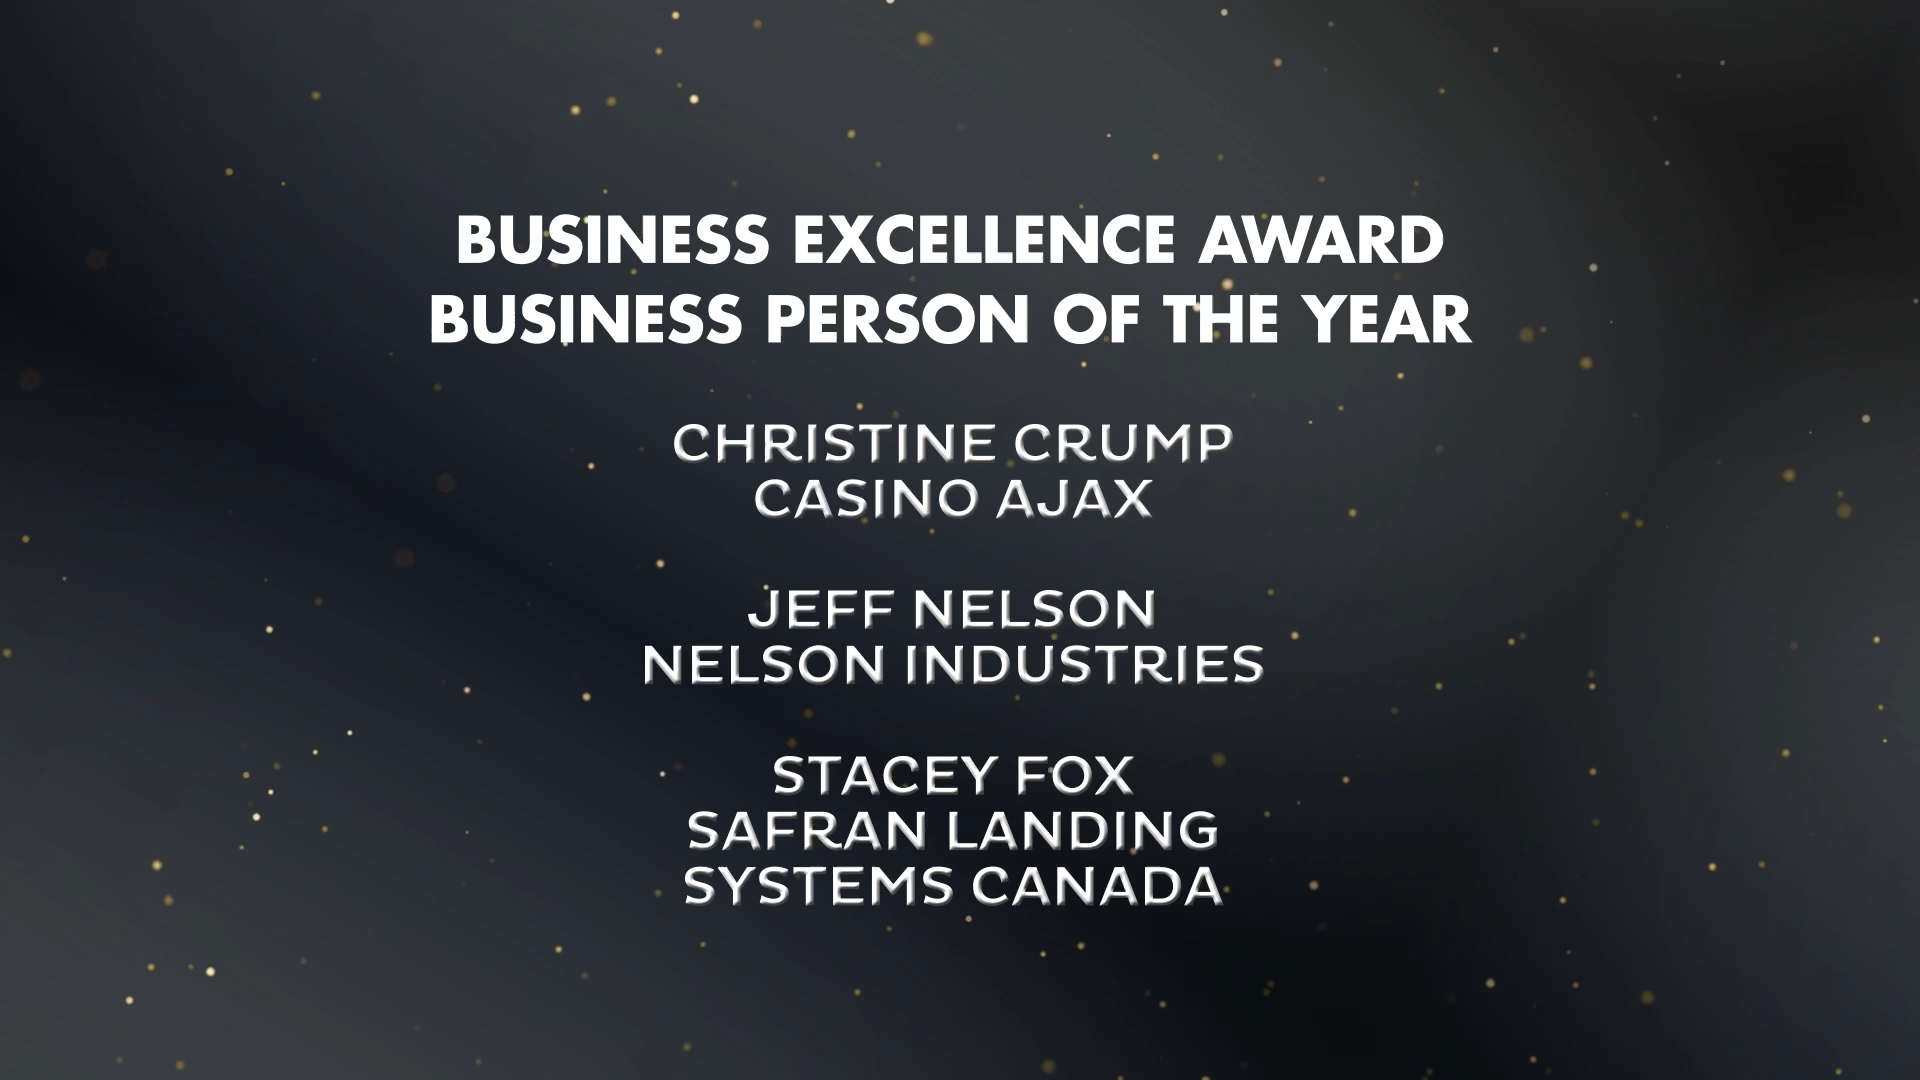 BUSINESS EXCELLENCE AWARD
BUSINESS PERSON OF THE YEAR
CHRISTINE CRUMP
CASINO AJAX
JEFF NELSON
NELSON INDUSTRIES
STACEY FOX
SAFRAN LANDING
SYSTEMS CANADA